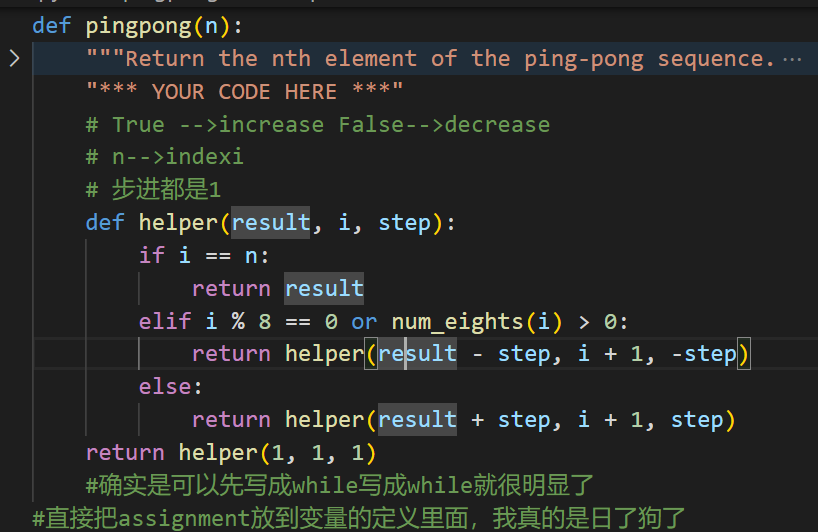 def pingpong(n):
"""Return the nth element of the ping-pong sequence. ···
"*** YOUR CODE HERE ***"
# True -->increase False-->decrease
# n-->indexi
# 步进都是1
def helper(result, i, step):
if i == n:
return result
elif i % 8 == 0 or num_eights(i) > 0:
return helper(result - step, i + 1, -step)
else:
return helper(result + step, i + 1, step)
return helper(1, 1, 1)
#确实是可以先写成while写成while就很明显了
#直接把assignment放到变量的定义里面，我真的是日了狗了